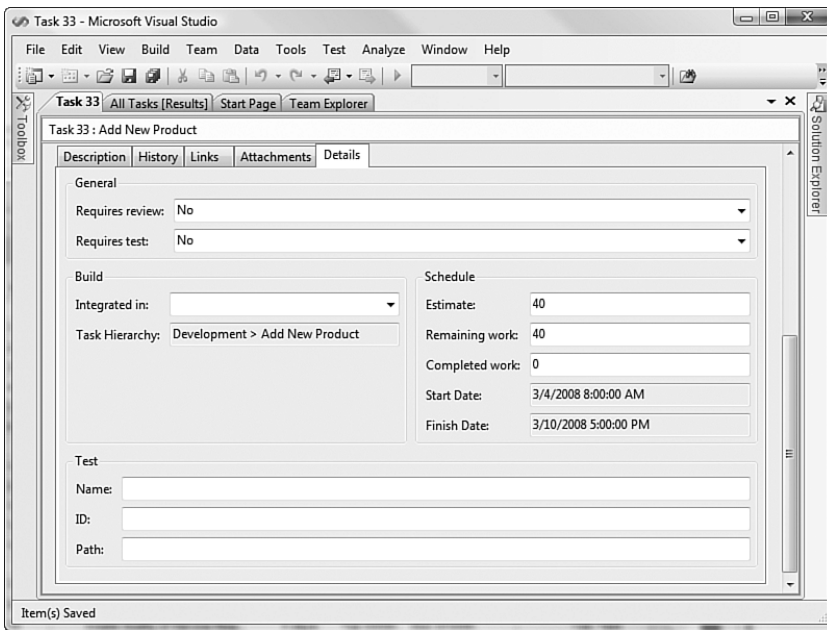 Task 33 - Microsoft Visual Studio
File Edit View Build Team Data Tools Test Analyze Window Help
Toolbox
Task 33 All Tasks [Results] Start Page Team Explorer
Solution Explorer
Task 33 : Add New Product
Description History Links Attachments Details
General
Requires review: No
Requires test: No
Build
Integrated in:
Task Hierarchy: Development > Add New Product
Schedule
Estimate: 40
Remaining work: 40
Completed work: 0
Start Date: 3/4/2008 8:00:00 AM
Finish Date: 3/10/2008 5:00:00 PM
Test
Name:
ID:
Path:
Item(s) Saved